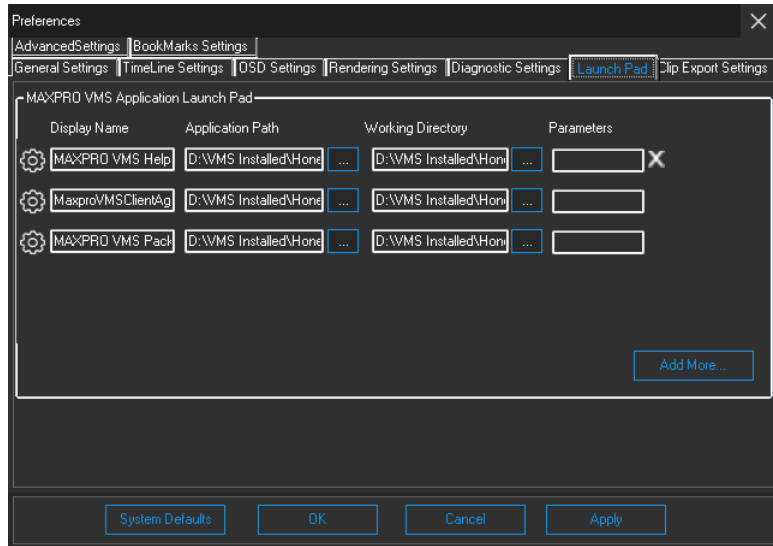 Preferences
AdvancedSettings BookMarks Settings
General Settings TimeLine Settings OSD Settings Rendering Settings Diagnostic Settings Launch Pad Clip Export Settings
MAXPRO VMS Application Launch Pad
Display Name Application Path Working Directory Parameters
MAXPRO VMS Help D:\VMS Installed\Hone ... D:\VMS Installed\Hon ... X
MaxproVMSClientAg D:\VMS Installed\Hone ... D:\VMS Installed\Hon ...
MAXPRO VMS Pack D:\VMS Installed\Hone ... D:\VMS Installed\Hon ...
Add More...
System Defaults OK Cancel Apply